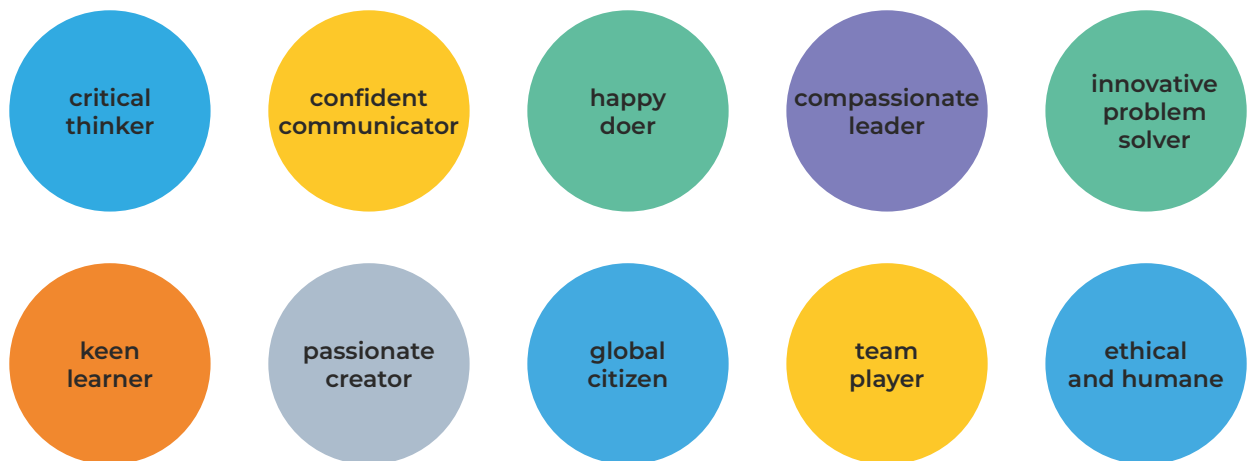 critical
thinker
confident
communicator
happy
doer
compassionate
leader
innovative
problem
solver
keen
learner
passionate
creator
global
citizen
team
player
ethical
and humane